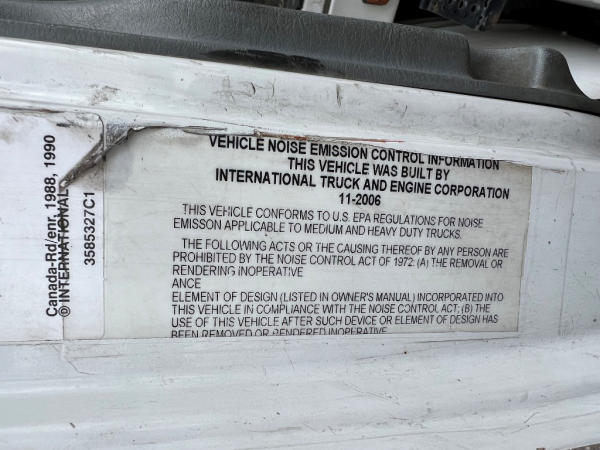 Canada-Rd/enr, 1988, 1990
© INTERNATIONAL
3585327C1
VEHICLE NOISE EMISSION CONTROL INFORMATION
THIS VEHICLE WAS BUILT BY
INTERNATIONAL TRUCK AND ENGINE CORPORATION
11-2006
THIS VEHICLE CONFORMS TO U.S. EPA REGULATIONS FOR NOISE
EMISSON APPLICABLE TO MEDIUM AND HEAVY DUTY TRUCKS.
THE FOLLOWING ACTS OR THE CAUSING THEREOF BY ANY PERSON ARE
PROHIBITED BY THE NOISE CONTROL ACT OF 1972: (A) THE REMOVAL OR
RENDERING INOPERATIVE
ANCE
ELEMENT OF DESIGN (LISTED IN OWNER'S MANUAL) INCORPORATED INTO
THIS VEHICLE IN COMPLIANCE WITH THE NOISE CONTROL ACT; (B) THE
USE OF THIS VEHICLE AFTER SUCH DEVICE OR ELEMENT OF DESIGN HAS
BEEN REMOVED OR RENDERED INOPERATIVE